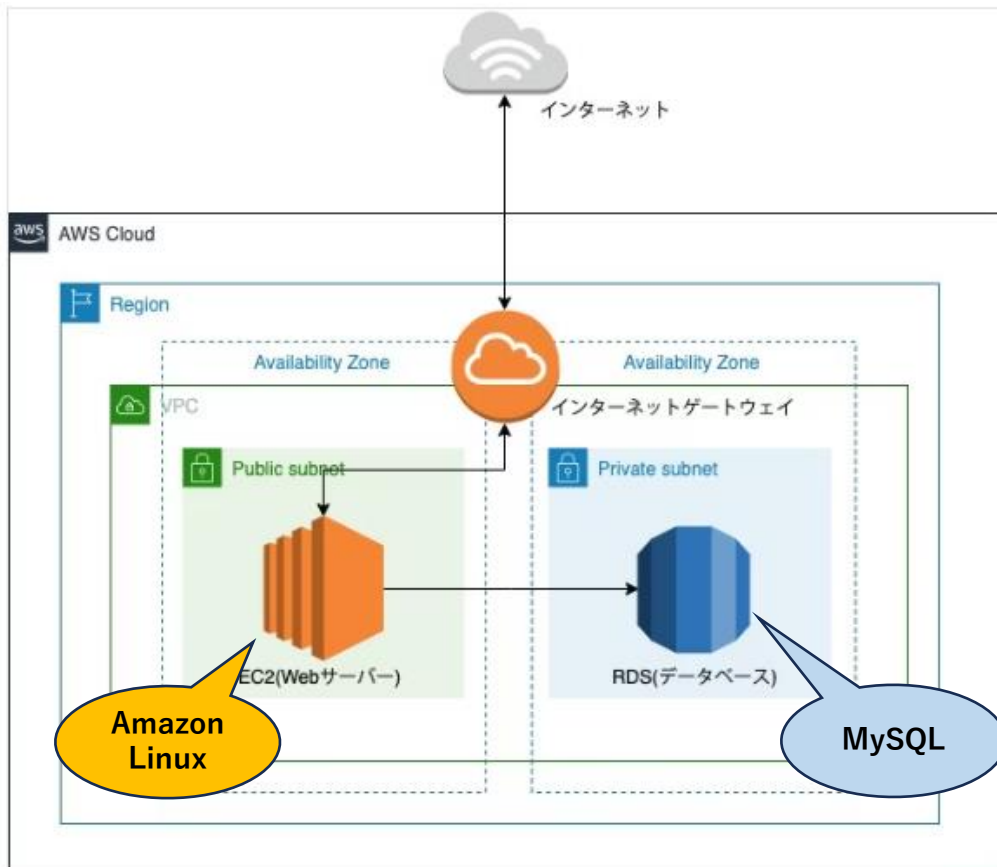 インターネット
aws
AWS Cloud
Region
Availability Zone
Availability Zone
VPC
インターネットゲートウェイ
Public subnet
Private subnet
EC2(Webサーバー)
RDS(データベース)
Amazon
Linux
MySQL